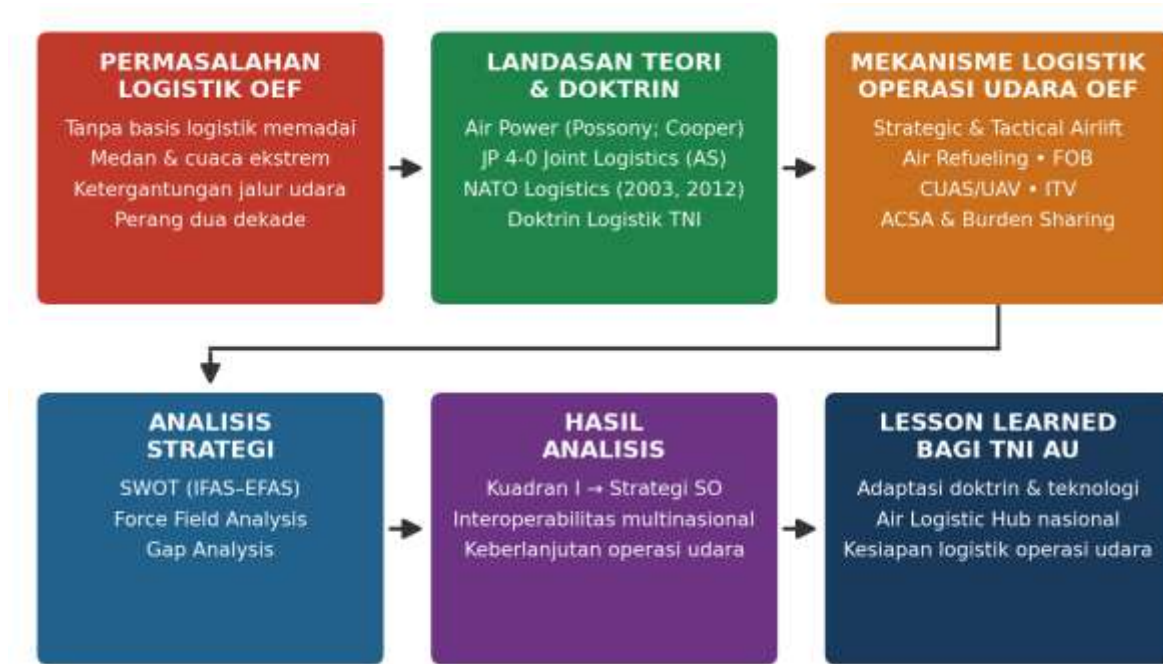 PERMASALAHAN
LOGISTIK OEF
Tanpa basis logistik memadai
Medan & cuaca ekstrem
Ketergantungan jalur udara
Perang dua dekade
LANDASAN TEORI
& DOKTRIN
Air Power (Possony; Cooper)
JP 4-0 Joint Logistics (AS)
NATO Logistics (2003, 2012)
Doktrin Logistik TNI
MEKANISME LOGISTIK
OPERASI UDARA OEF
Strategic & Tactical Airlift
Air Refueling • FOB
CUAS/UAV • ITV
ACSA & Burden Sharing
ANALISIS
STRATEGI
SWOT (IFAS–EFAS)
Force Field Analysis
Gap Analysis
HASIL
ANALISIS
Kuadran I → Strategi SO
Interoperabilitas multinasional
Keberlanjutan operasi udara
LESSON LEARNED
BAGI TNI AU
Adaptasi doktrin & teknologi
Air Logistic Hub nasional
Kesiapan logistik operasi udara